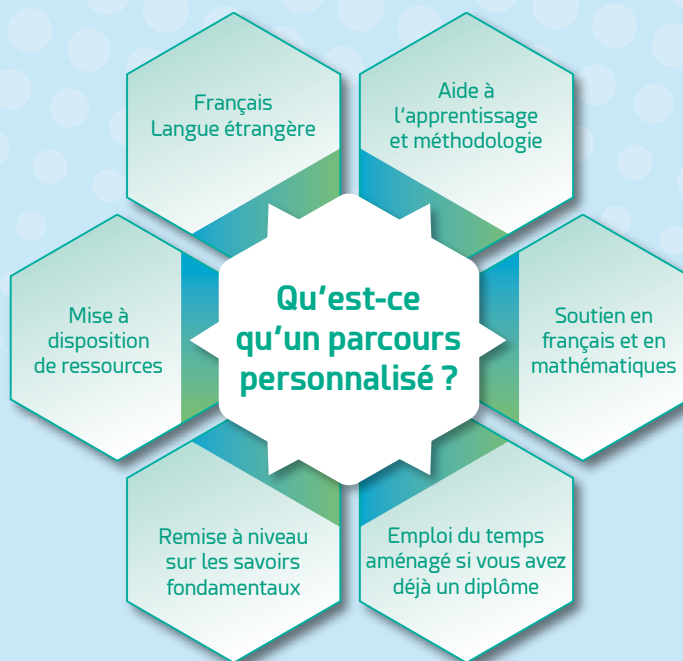 Français
Langue étrangère
Aide à
l'apprentissage
et méthodologie
Mise à
disposition
de ressources
Qu'est-ce
qu'un parcours
personnalisé ?
Soutien en
français et en
mathématiques
Remise à niveau
sur les savoirs
fondamentaux
Emploi du temps
aménagé si vous avez
déjà un diplôme